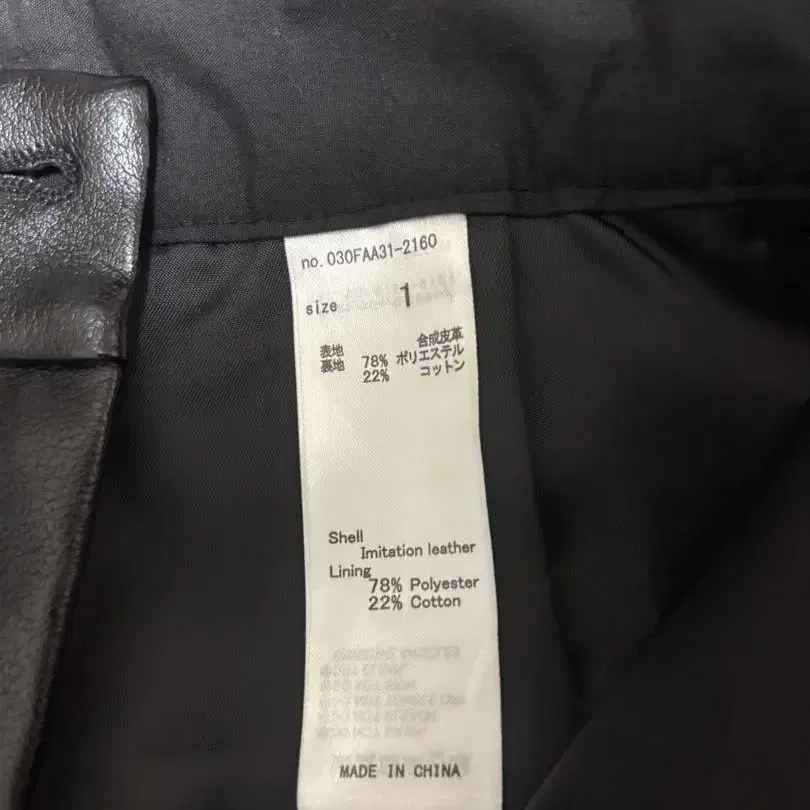 no.030FAA31-2160
size 1
表地 合成皮革
裏地 78% ポリエステル
22% コットン
Shell
Imitation leather
Lining
78% Polyester
22% Cotton
MADE IN CHINA